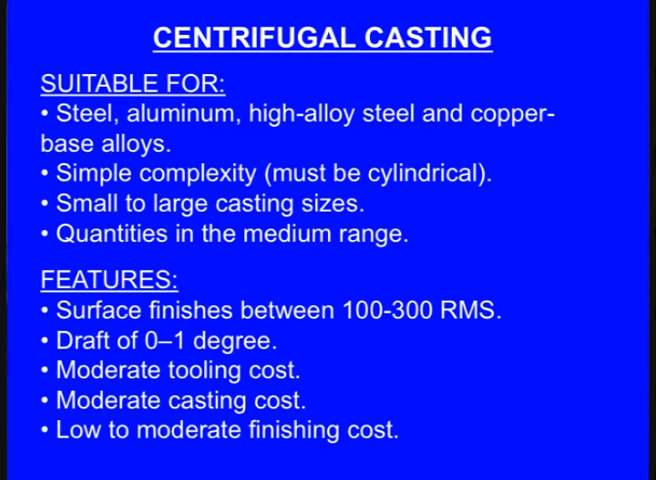 CENTRIFUGAL CASTING
SUITABLE FOR:
• Steel, aluminum, high-alloy steel and copper-
base alloys.
• Simple complexity (must be cylindrical).
• Small to large casting sizes.
• Quantities in the medium range.
FEATURES:
• Surface finishes between 100-300 RMS.
• Draft of 0–1 degree.
• Moderate tooling cost.
• Moderate casting cost.
• Low to moderate finishing cost.